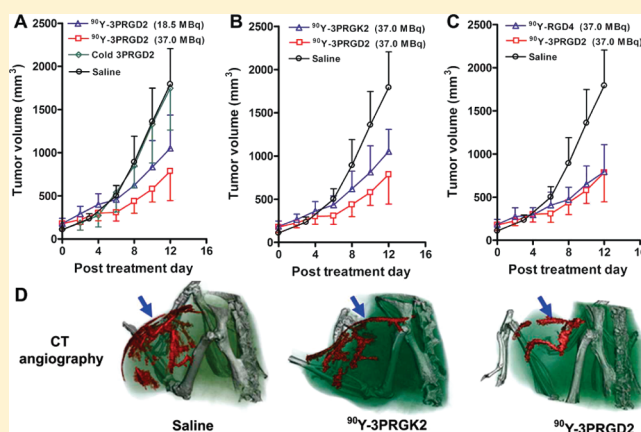 A
⁹⁰Y-3PRGD2 (18.5 MBq)
⁹⁰Y-3PRGD2 (37.0 MBq)
Cold 3PRGD2
Saline
Tumor volume (mm³)
2500
2000
1500
1000
500
0
0 4 8 12 16
Post treatment day
B
⁹⁰Y-3PRGK2 (37.0 MBq)
⁹⁰Y-3PRGD2 (37.0 MBq)
Saline
Tumor volume (mm³)
2500
2000
1500
1000
500
0
0 4 8 12 16
Post treatment day
C
⁹⁰Y-RGD4 (37.0 MBq)
⁹⁰Y-3PRGD2 (37.0 MBq)
Saline
Tumor volume (mm³)
2500
2000
1500
1000
500
0
0 4 8 12 16
Post treatment day
D
CT
angiography
Saline
⁹⁰Y-3PRGK2
⁹⁰Y-3PRGD2